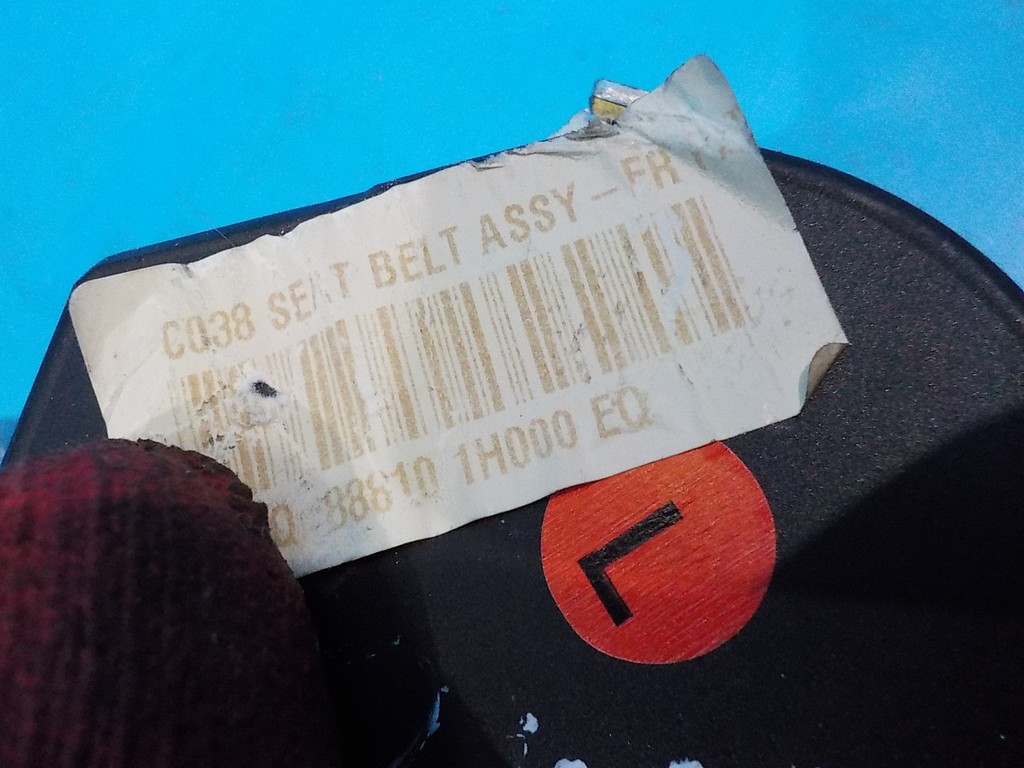 C038 SEAT BELT ASSY-FR
Q 88810 1H000 EQ
L